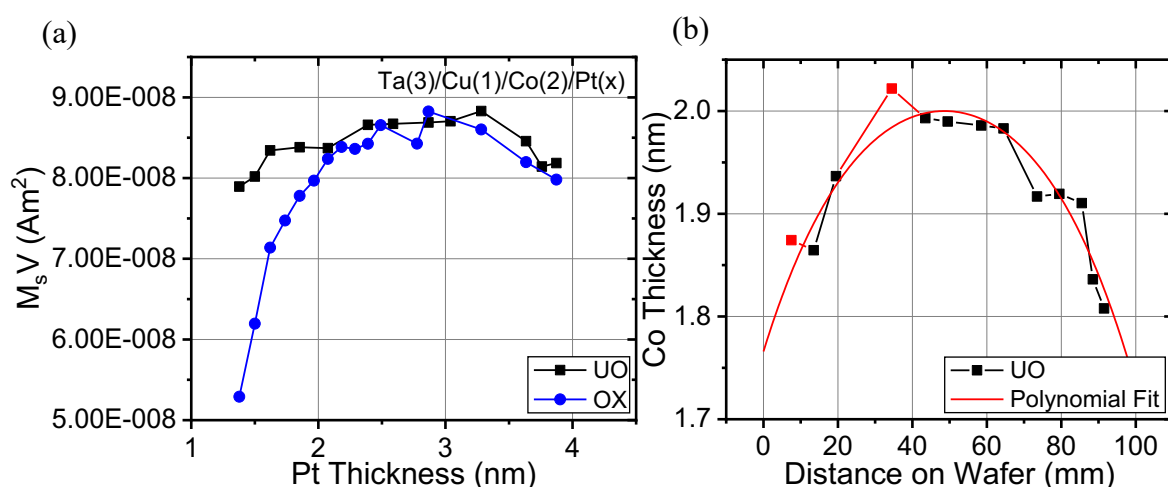 (a)
Ta(3)/Cu(1)/Co(2)/Pt(x)
9.00E-008
8.00E-008
7.00E-008
6.00E-008
5.00E-008
MₛV (Am²)
UO
OX
1 2 3 4
Pt Thickness (nm)
(b)
2.0
1.9
1.8
1.7
Co Thickness (nm)
UO
Polynomial Fit
0 20 40 60 80 100
Distance on Wafer (mm)